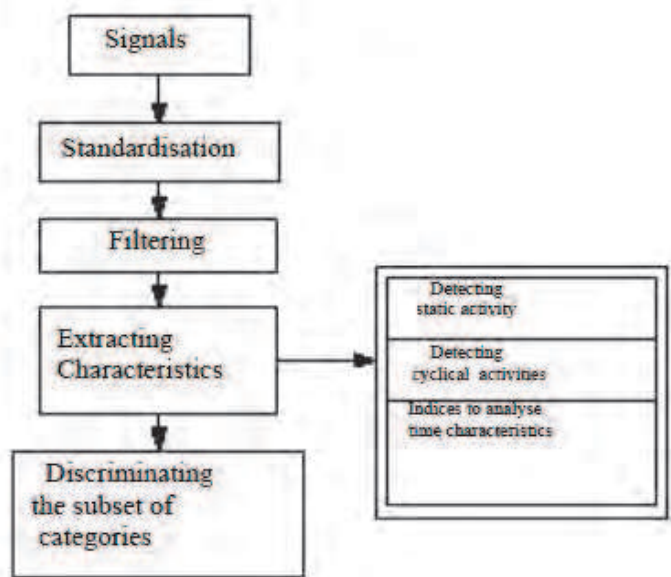 Signals
Standardisation
Filtering
Extracting
Characteristics
Detecting
static activity
Detecting
cyclical activines
Indices to analyse
time characteristics
Discriminating
the subset of
categories